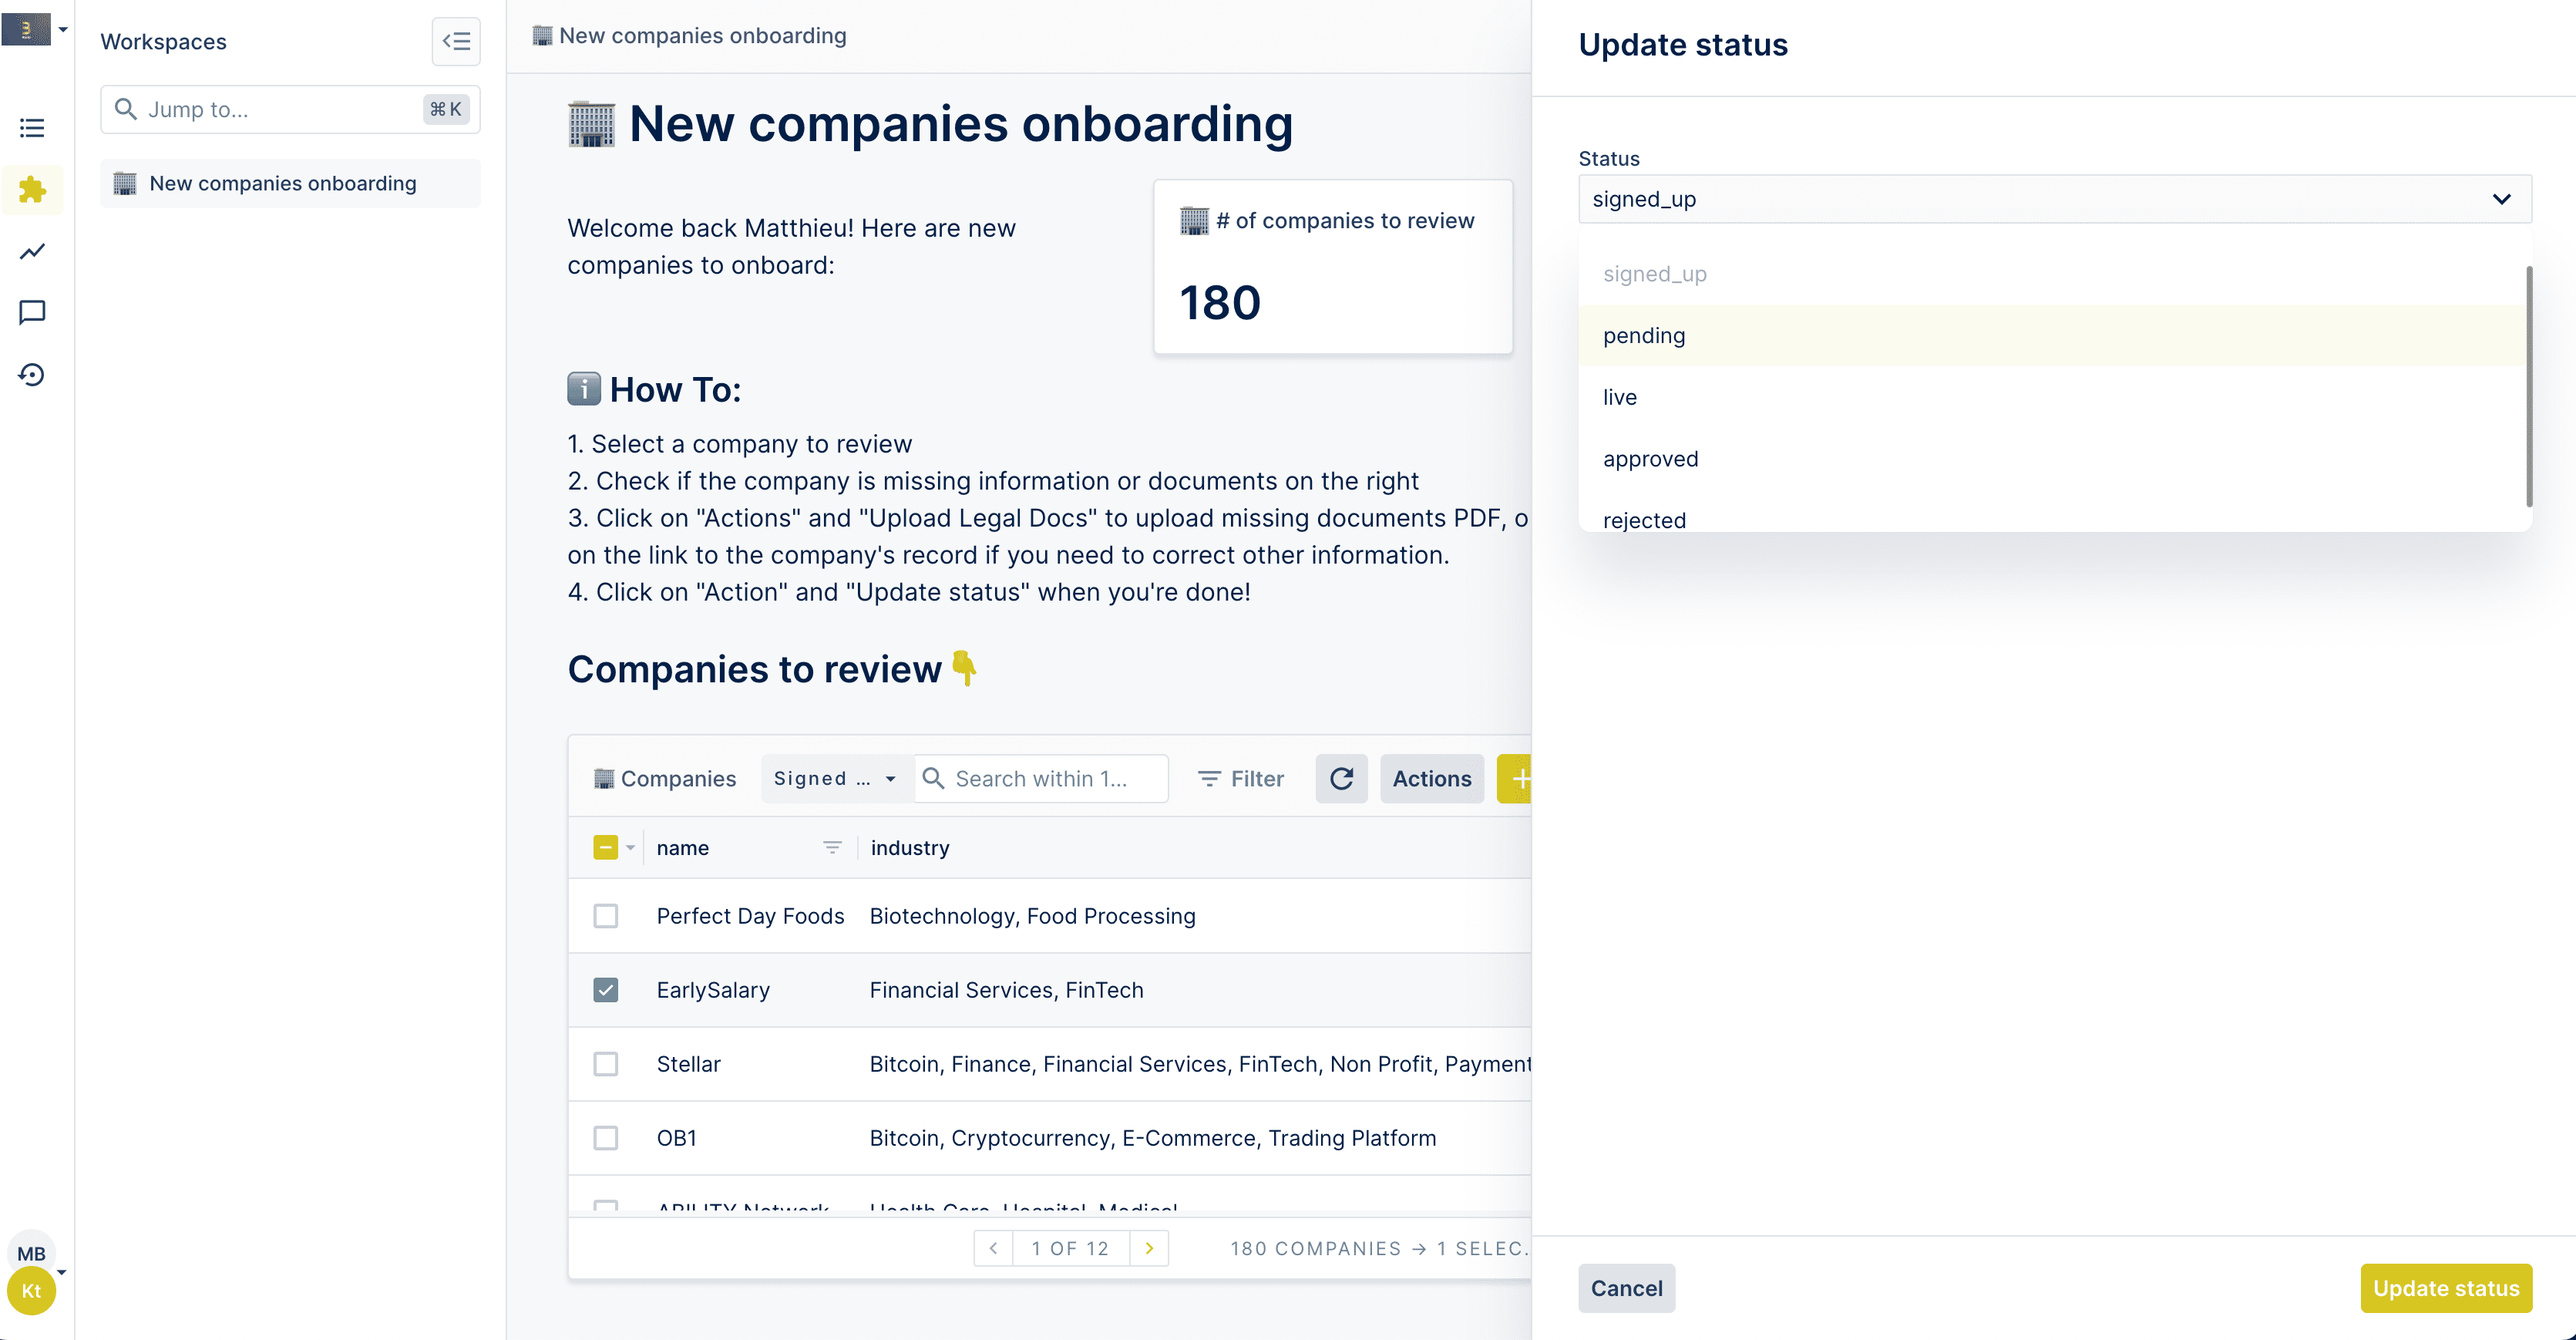 Workspaces
Jump to...
⌘ K
New companies onboarding
MB
Kt
New companies onboarding
New companies onboarding
Welcome back Matthieu! Here are new
companies to onboard:
# of companies to review
180
How To:
1. Select a company to review
2. Check if the company is missing information or documents on the right
3. Click on "Actions" and "Upload Legal Docs" to upload missing documents PDF, o
on the link to the company's record if you need to correct other information.
4. Click on "Action" and "Update status" when you're done!
Companies to review
Companies
Signed ...
Search within 1...
Filter
Actions
name
industry
Perfect Day Foods
Biotechnology, Food Processing
EarlySalary
Financial Services, FinTech
Stellar
Bitcoin, Finance, Financial Services, FinTech, Non Profit, Payment
OB1
Bitcoin, Cryptocurrency, E-Commerce, Trading Platform
ABILITY Network
Health Care, Hospital, Medical
1 OF 12
180 COMPANIES → 1 SELEC.
Update status
Status
signed_up
signed_up
pending
live
approved
rejected
Cancel
Update status